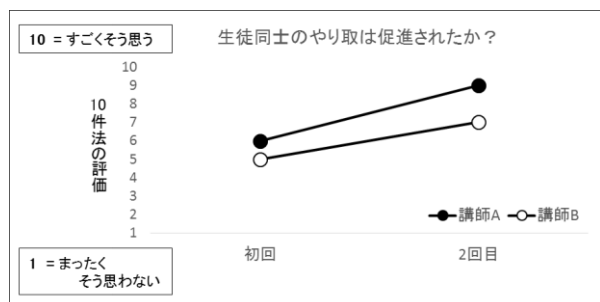 10 = すごくそう思う
生徒同士のやり取は促進されたか？
10件法の評価
10
9
8
7
6
5
4
3
2
1
講師A
講師B
初回
2回目
1 = まったく
そう思わない